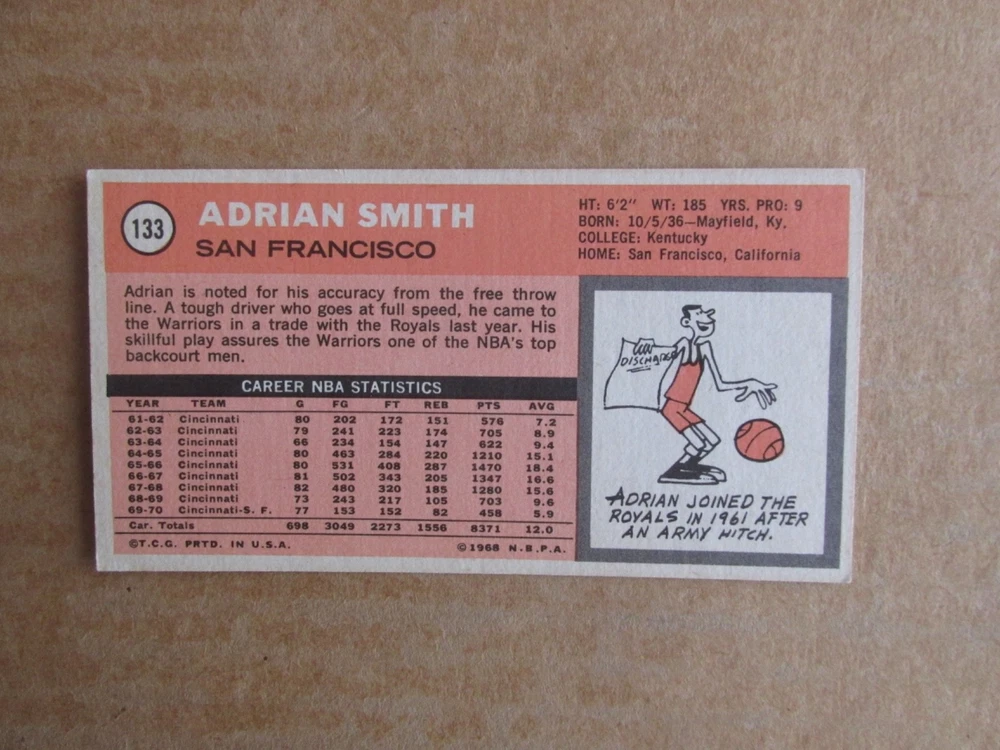 133
ADRIAN SMITH
SAN FRANCISCO
HT: 6'2" WT: 185 YRS. PRO: 9
BORN: 10/5/36—Mayfield, Ky.
COLLEGE: Kentucky
HOME: San Francisco, California
Adrian is noted for his accuracy from the free throw
line. A tough driver who goes at full speed, he came to
the Warriors in a trade with the Royals last year. His
skillful play assures the Warriors one of the NBA's top
backcourt men.
CAREER NBA STATISTICS
YEAR TEAM G FG FT REB PTS AVG
61-62 Cincinnati 80 202 172 151 576 7.2
62-63 Cincinnati 79 241 223 174 705 8.9
63-64 Cincinnati 66 234 154 147 622 9.4
64-65 Cincinnati 80 463 284 220 1210 15.1
65-66 Cincinnati 80 531 408 287 1470 18.4
66-67 Cincinnati 81 502 343 205 1347 16.6
67-68 Cincinnati 82 480 320 185 1280 15.6
68-69 Cincinnati 73 243 217 105 703 9.6
69-70 Cincinnati-S. F. 77 153 152 82 458 5.9
Car. Totals 698 3049 2273 1556 8371 12.0
©T.C.G. PRTD. IN U.S.A. ©1968 N.B.P.A.
DISCHARGE
ADRIAN JOINED THE
ROYALS IN 1961 AFTER
AN ARMY HITCH.